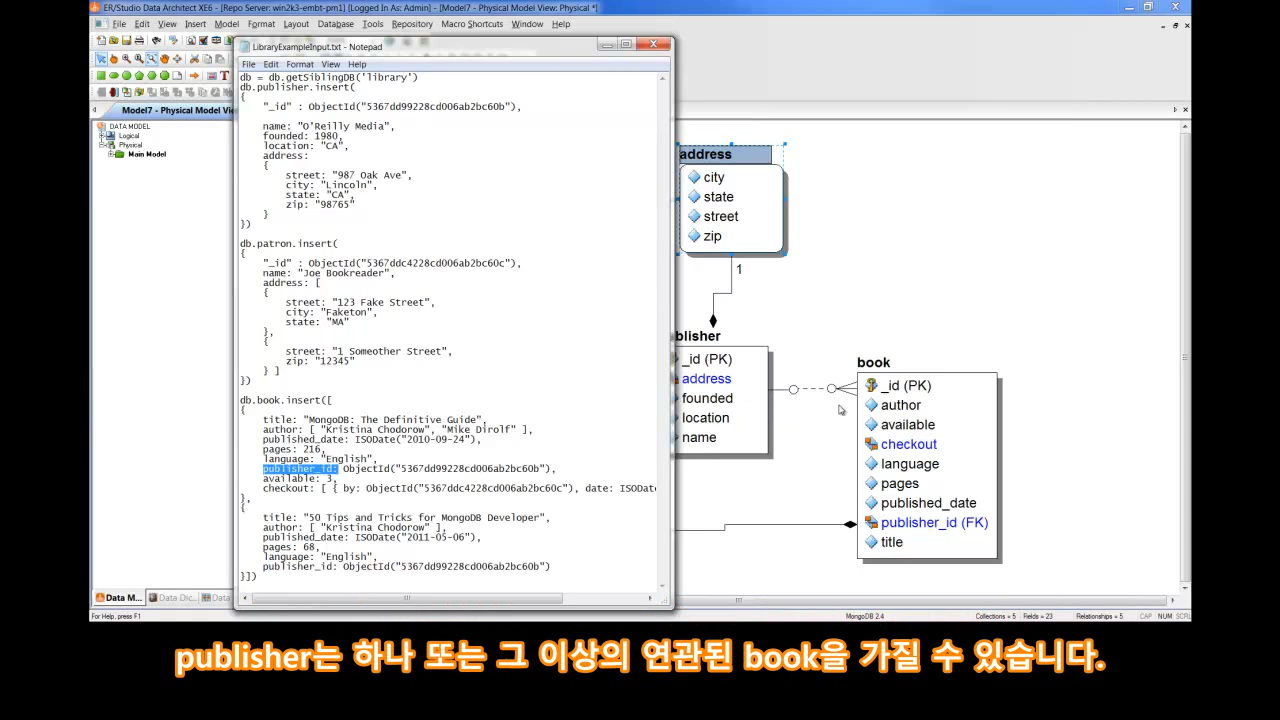 ER/Studio Data Architect XE6 - [Repo Server: win2k3-embt-pm1] [Logged In As: Admin] - [Model7 - Physical Model View: Physical *]
File Edit View Insert Model Format Layout Database Tools Repository Macro Shortcuts Window Help
Model7 - Physical Model Vie
DATA MODEL
Logical
Physical
Main Model
LibraryExampleInput.txt - Notepad
File Edit Format View Help
db = db.getSiblingDB('library')
db.publisher.insert(
{
"_id" : ObjectId("5367dd99228cd006ab2bc60b"),
name: "O'Reilly Media",
founded: 1980,
location: "CA",
address:
{
street: "987 Oak Ave",
city: "Lincoln",
state: "CA",
zip: "98765"
}
})
db.patron.insert(
{
"_id" : ObjectId("5367ddc4228cd006ab2bc60c"),
name: "Joe Bookreader",
address: [
{
street: "123 Fake Street",
city: "Faketon",
state: "MA"
},
{
street: "1 Someother Street",
zip: "12345"
} ]
})
db.book.insert([
{
title: "MongoDB: The Definitive Guide",
author: [ "Kristina Chodorow", "Mike Dirolf" ],
published_date: ISODate("2010-09-24"),
pages: 216,
language: "English",
publisher_id: ObjectId("5367dd99228cd006ab2bc60b"),
available: 3,
checkout: [ { by: ObjectId("5367ddc4228cd006ab2bc60c"), date: ISODate
},
{
title: "50 Tips and Tricks for MongoDB Developer",
author: [ "Kristina Chodorow" ],
published_date: ISODate("2011-05-06"),
pages: 68,
language: "English",
publisher_id: ObjectId("5367dd99228cd006ab2bc60b")
}])
address
city
state
street
zip
1
blisher
_id (PK)
address
founded
location
name
book
_id (PK)
author
available
checkout
language
pages
published_date
publisher_id (FK)
title
Data M... Data Dic... Data
For Help, press F1
MongoDB 2.4 Collections = 5 Fields = 23 Relationships = 5 CAP NUM SCRL
publisher는 하나 또는 그 이상의 연관된 book을 가질 수 있습니다.